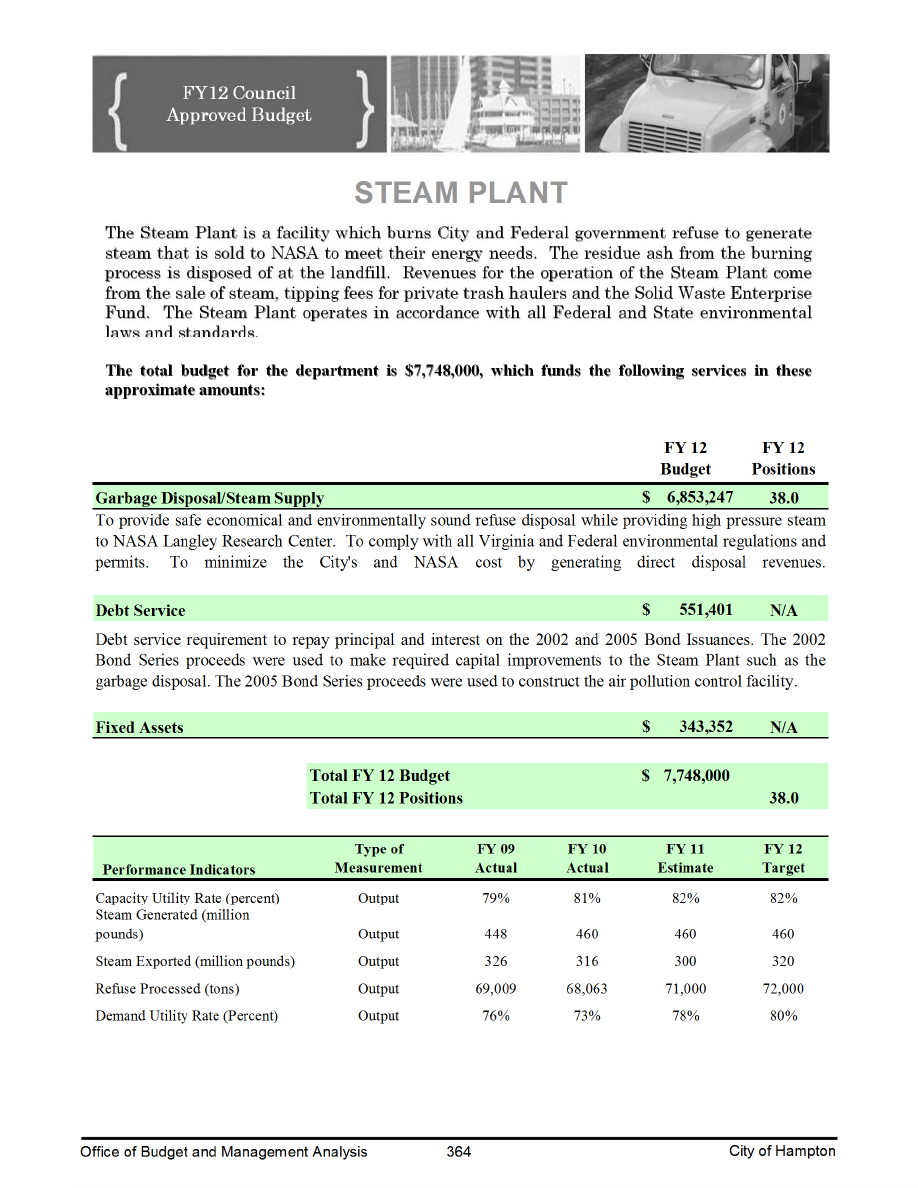 FY12 Council
Approved Budget
STEAM PLANT
The Steam Plant is a facility which burns City and Federal government refuse to generate
steam that is sold to NASA to meet their energy needs. The residue ash from the burning
process is disposed of at the landfill. Revenues for the operation of the Steam Plant come
from the sale of steam, tipping fees for private trash haulers and the Solid Waste Enterprise
Fund. The Steam Plant operates in accordance with all Federal and State environmental
laws and standards.
The total budget for the department is $7,748,000, which funds the following services in these
approximate amounts:
FY 12 FY 12
Budget Positions
Garbage Disposal/Steam Supply $ 6,853,247 38.0
To provide safe economical and environmentally sound refuse disposal while providing high pressure steam
to NASA Langley Research Center. To comply with all Virginia and Federal environmental regulations and
permits. To minimize the City's and NASA cost by generating direct disposal revenues.
Debt Service $ 551,401 N/A
Debt service requirement to repay principal and interest on the 2002 and 2005 Bond Issuances. The 2002
Bond Series proceeds were used to make required capital improvements to the Steam Plant such as the
garbage disposal. The 2005 Bond Series proceeds were used to construct the air pollution control facility.
Fixed Assets $ 343,352 N/A
Total FY 12 Budget $ 7,748,000
Total FY 12 Positions 38.0
Type of FY 09 FY 10 FY 11 FY 12
Performance Indicators Measurement Actual Actual Estimate Target
Capacity Utility Rate (percent) Output 79% 81% 82% 82%
Steam Generated (million
pounds) Output 448 460 460 460
Steam Exported (million pounds) Output 326 316 300 320
Refuse Processed (tons) Output 69,009 68,063 71,000 72,000
Demand Utility Rate (Percent) Output 76% 73% 78% 80%
Office of Budget and Management Analysis 364 City of Hampton